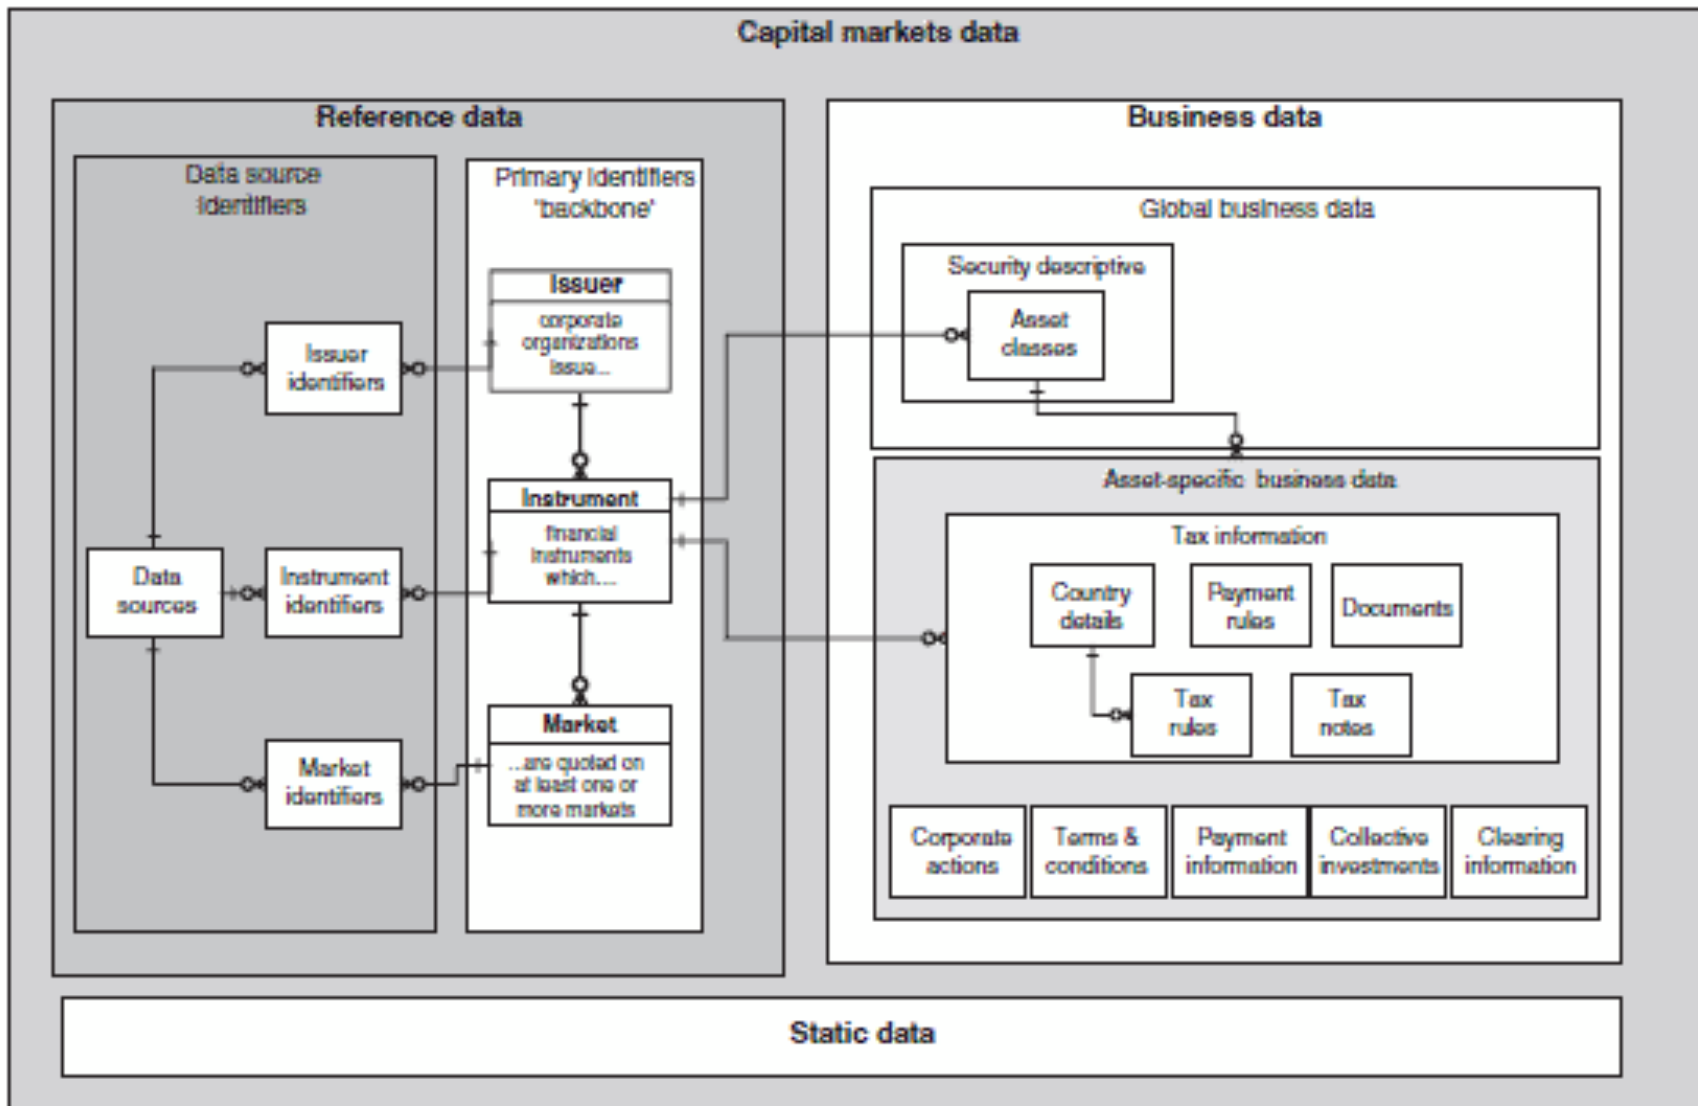 Capital markets data
Reference data
Data source
identifiers
Primary identifiers
'backbone'
Issuer
corporate
organizations
issue...
Issuer
identifiers
Instrument
financial
instruments
which....
Data
sources
Instrument
identifiers
Market
...are quoted on
at least one or
more markets
Market
identifiers
Business data
Global business data
Security descriptive
Asset
classes
Asset-specific business data
Tax information
Country
details
Payment
rules
Documents
Tax
rules
Tax
notes
Corporate
actions
Terms &
conditions
Payment
information
Collective
investments
Clearing
information
Static data